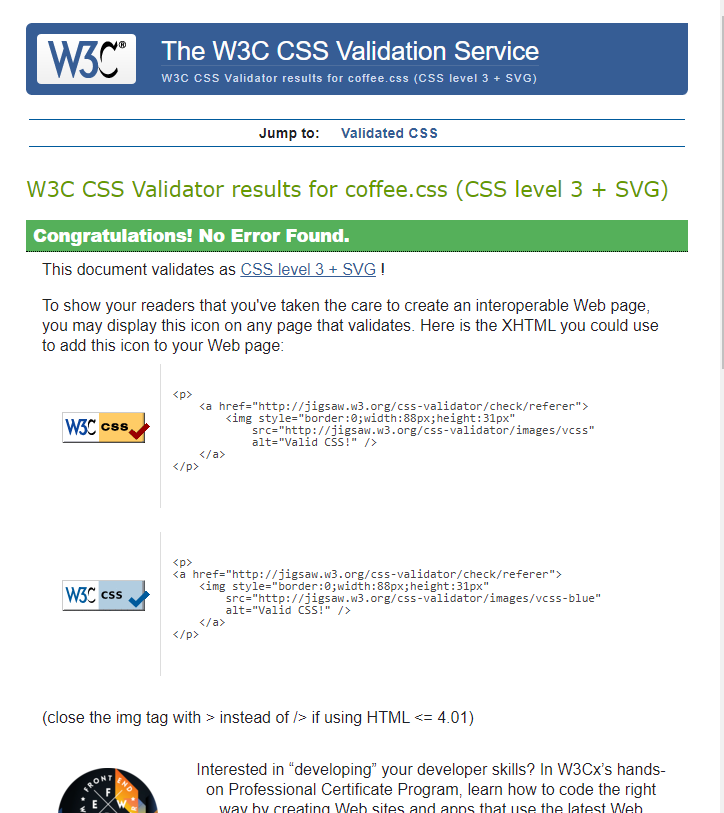 W3C®
The W3C CSS Validation Service
W3C CSS Validator results for coffee.css (CSS level 3 + SVG)
Jump to: Validated CSS
W3C CSS Validator results for coffee.css (CSS level 3 + SVG)
Congratulations! No Error Found.
This document validates as CSS level 3 + SVG !
To show your readers that you've taken the care to create an interoperable Web page,
you may display this icon on any page that validates. Here is the XHTML you could use
to add this icon to your Web page:
W3C css
<p>
<a href="http://jigsaw.w3.org/css-validator/check/referer">
<img style="border:0;width:88px;height:31px"
src="http://jigsaw.w3.org/css-validator/images/vcss"
alt="Valid CSS!" />
</a>
</p>
W3C css
<p>
<a href="http://jigsaw.w3.org/css-validator/check/referer">
<img style="border:0;width:88px;height:31px"
src="http://jigsaw.w3.org/css-validator/images/vcss-blue"
alt="Valid CSS!" />
</a>
</p>
(close the img tag with > instead of /> if using HTML <= 4.01)
FRONT END
F
E W
Interested in “developing” your developer skills? In W3Cx’s hands-
on Professional Certificate Program, learn how to code the right
way by creating Web sites and apps that use the latest Web